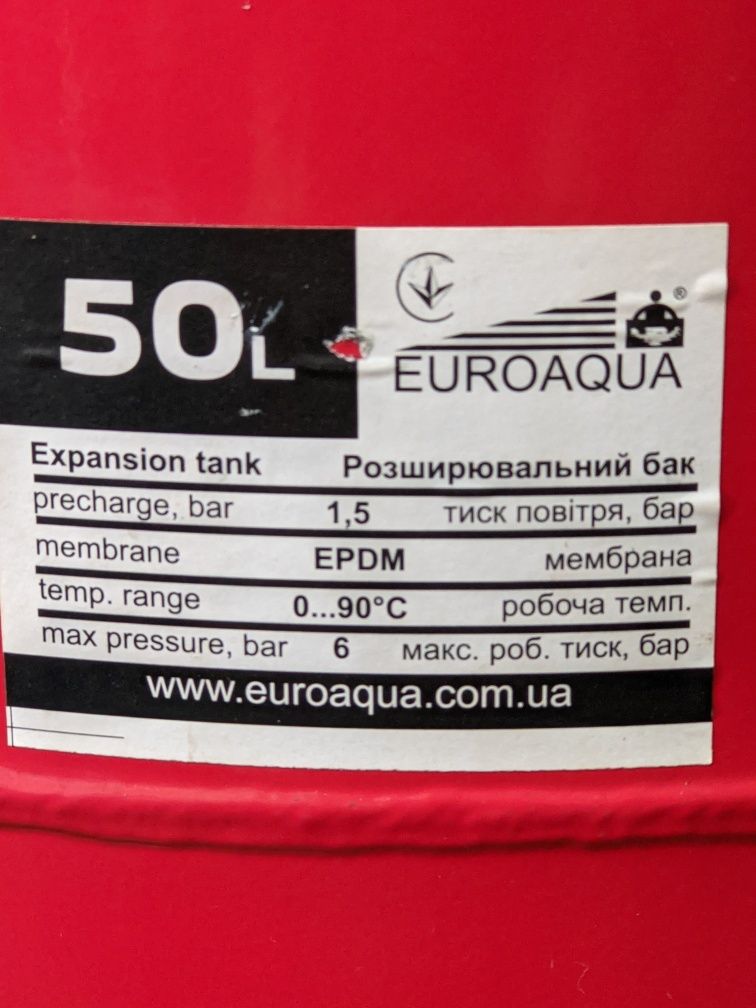 50L
®
EUROAQUA
Expansion tank Розширювальний бак
precharge, bar 1,5 тиск повітря, бар
membrane EPDM мембрана
temp. range 0...90°C робоча темп.
max pressure, bar 6 макс. роб. тиск, бар
www.euroaqua.com.ua